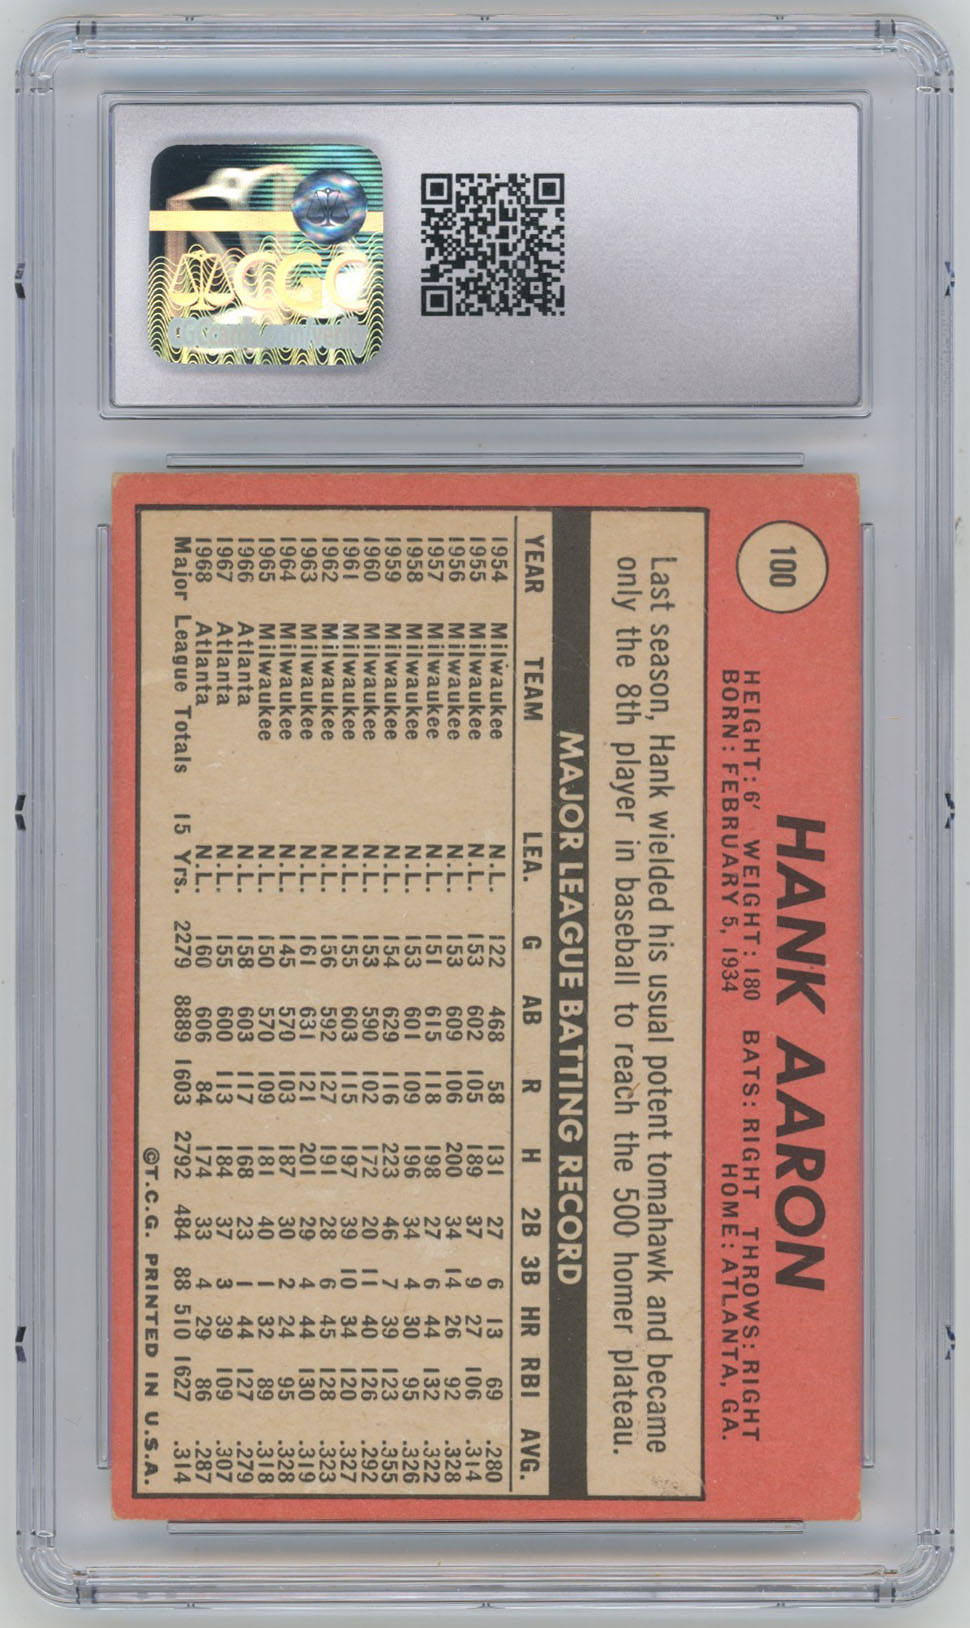 CGC
100
HANK AARON
HEIGHT: 6' WEIGHT: 180 BATS: RIGHT THROWS: RIGHT
BORN: FEBRUARY 5, 1934 HOME: ATLANTA, GA.
Last season, Hank wielded his usual potent tomahawk and became
only the 8th player in baseball to reach the 500 homer plateau.
MAJOR LEAGUE BATTING RECORD
YEAR TEAM LEA. G AB R H 2B 3B HR RBI AVG.
1954 Milwaukee N.L. 122 468 58 131 27 6 13 69 .280
1955 Milwaukee N.L. 153 602 105 189 37 9 27 106 .314
1956 Milwaukee N.L. 153 609 106 200 34 14 26 92 .328
1957 Milwaukee N.L. 151 615 118 198 27 6 44 132 .322
1958 Milwaukee N.L. 153 601 109 196 34 4 30 95 .326
1959 Milwaukee N.L. 154 629 116 223 46 7 39 123 .355
1960 Milwaukee N.L. 153 590 102 172 20 11 40 126 .292
1961 Milwaukee N.L. 155 603 115 197 39 10 34 120 .327
1962 Milwaukee N.L. 156 592 127 191 28 6 45 128 .323
1963 Milwaukee N.L. 161 631 121 201 29 4 44 130 .319
1964 Milwaukee N.L. 145 570 103 187 30 2 24 95 .328
1965 Milwaukee N.L. 150 570 109 181 40 1 32 89 .318
1966 Atlanta N.L. 158 603 117 168 23 1 44 127 .279
1967 Atlanta N.L. 155 600 113 184 37 3 39 109 .307
1968 Atlanta N.L. 160 606 84 174 33 4 29 86 .287
Major League Totals 15 Yrs. 2279 8889 1603 2792 484 88 510 1627 .314
©T.C.G. PRINTED IN U.S.A.